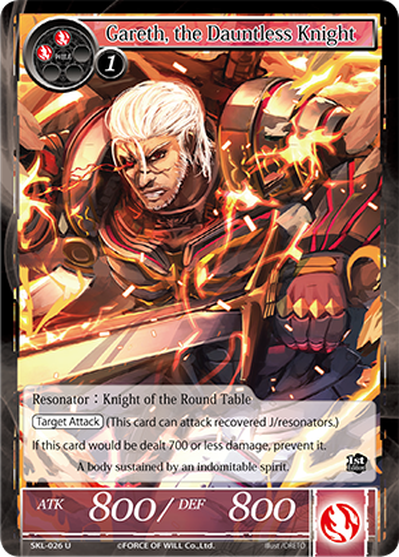 Gareth, the Dauntless Knight
WILL
1
Resonator : Knight of the Round Table
Target Attack (This card can attack recovered J/resonators.)
If this card would be dealt 700 or less damage, prevent it.
A body sustained by an indomitable spirit.
1st
Edition
ATK 800 / DEF 800
SKL-026 U ©FORCE OF WILL Co.,Ltd. Illust / CRETO